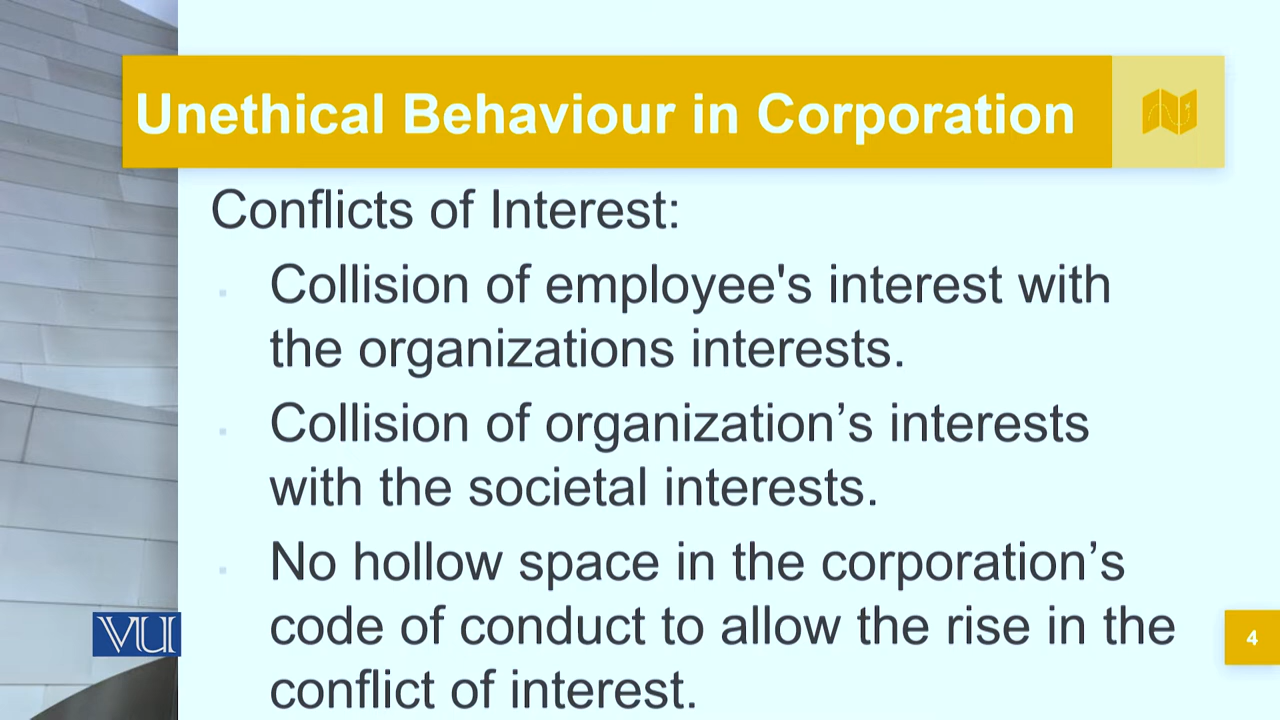 Unethical Behaviour in Corporation
Conflicts of Interest:
Collision of employee's interest with
the organizations interests.
Collision of organization’s interests
with the societal interests.
No hollow space in the corporation’s
code of conduct to allow the rise in the
conflict of interest.
VU
4